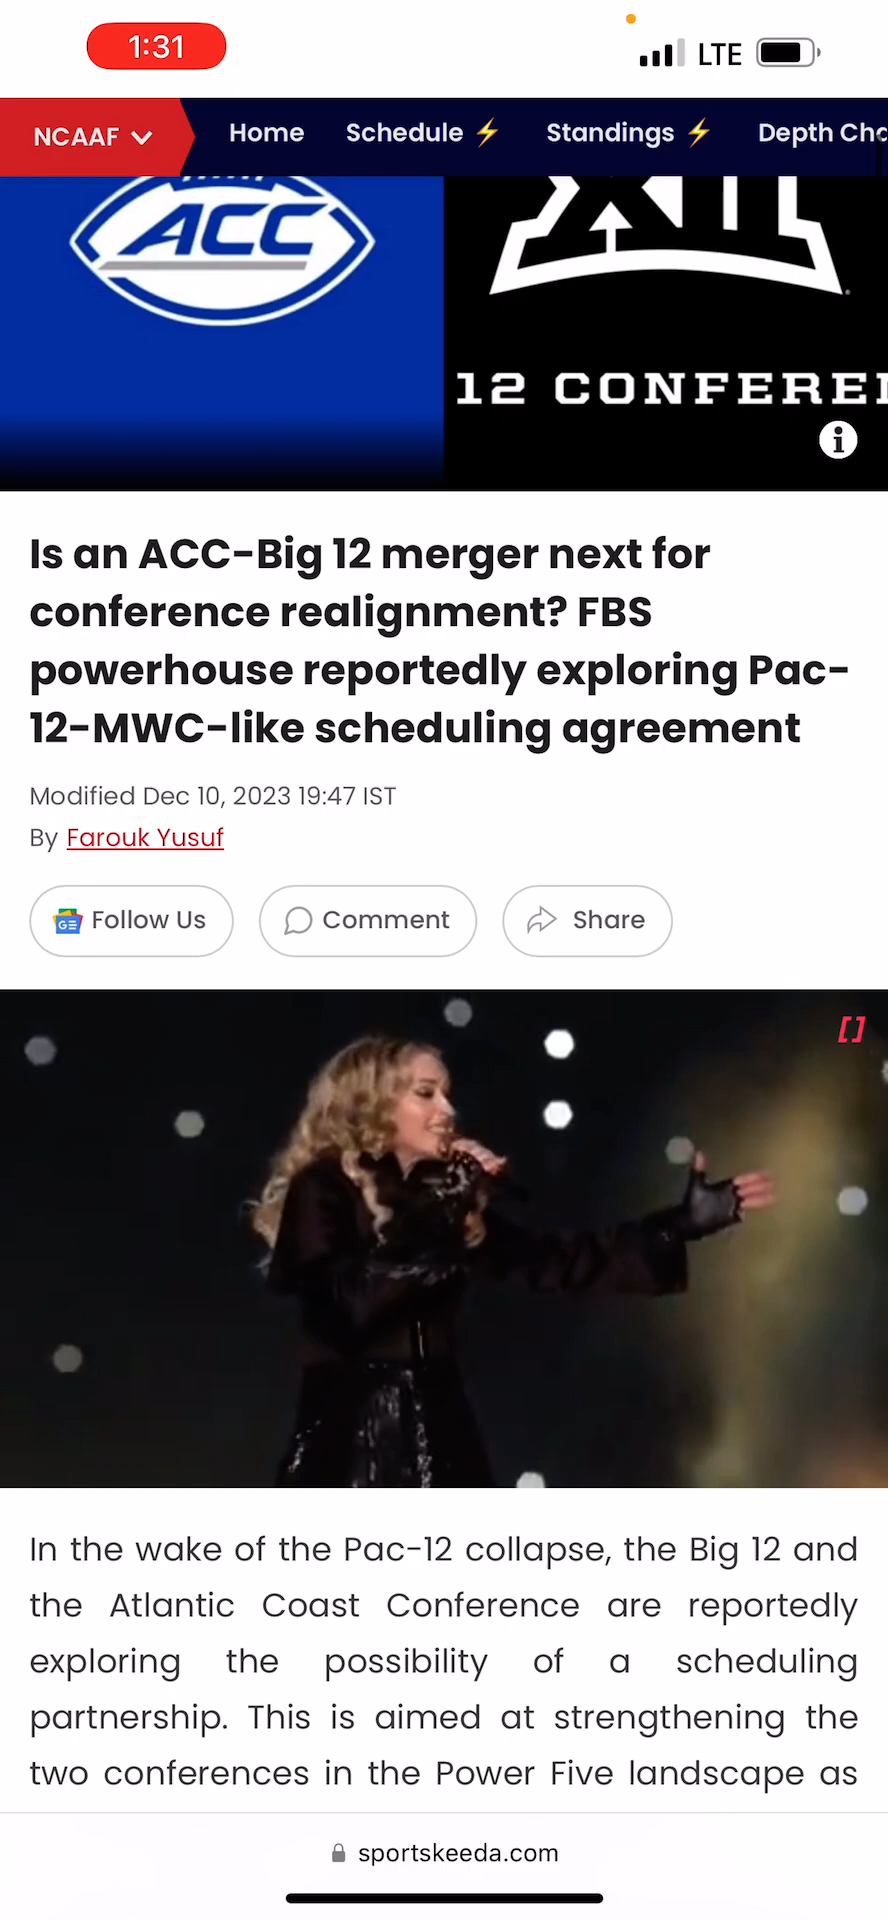 1:31
LTE
NCAAF
Home
Schedule
Standings
Depth Cha
ACC
XII
12 CONFERE
Is an ACC-Big 12 merger next for
conference realignment? FBS
powerhouse reportedly exploring Pac-
12-MWC-like scheduling agreement
Modified Dec 10, 2023 19:47 IST
By Farouk Yusuf
GE Follow Us
Comment
Share
In the wake of the Pac-12 collapse, the Big 12 and
the Atlantic Coast Conference are reportedly
exploring the possibility of a scheduling
partnership. This is aimed at strengthening the
two conferences in the Power Five landscape as
sportskeeda.com